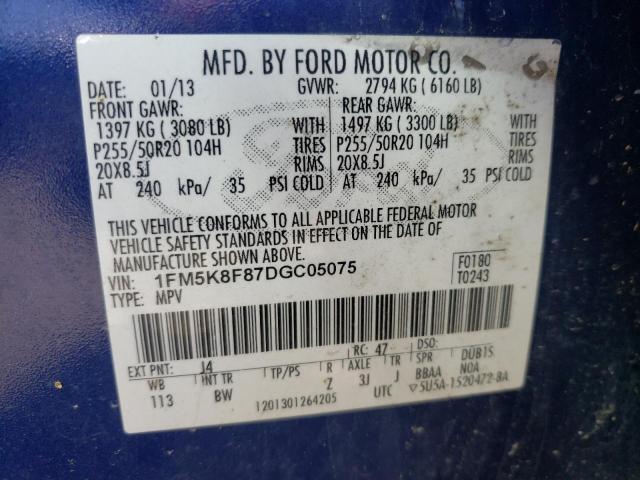 MFD. BY FORD MOTOR CO.
DATE: 01/13 GVWR: 2794 KG ( 6160 LB)
FRONT GAWR: REAR GAWR:
1397 KG ( 3080 LB) WITH 1497 KG ( 3300 LB) WITH
P255/50R20 104H TIRES P255/50R20 104H TIRES
20X8.5J RIMS 20X8.5J RIMS
AT 240 kPa/ 35 PSI COLD AT 240 kPa/ 35 PSI COLD
THIS VEHICLE CONFORMS TO ALL APPLICABLE FEDERAL MOTOR
VEHICLE SAFETY STANDARDS IN EFFECT ON THE DATE OF
MANUFACTURE SHOWN ABOVE.
VIN: 1FM5K8F87DGC05075 F0180
TYPE: MPV T0243
EXT PNT: J4 RC: 47 DSO:
WB INT TR TP/PS R AXLE TR SPR DUB1S
113 BW Z 3J J BBAA NOA
1201301264205 UTC ▽5U5A-1520472-BA